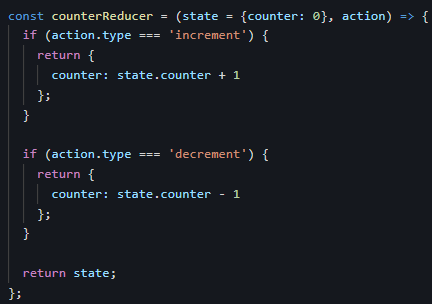 const counterReducer = (state = {counter: 0}, action) => {
  if (action.type === 'increment') {
    return {
      counter: state.counter + 1
    };
  }

  if (action.type === 'decrement') {
    return {
      counter: state.counter - 1
    };
  }

  return state;
};